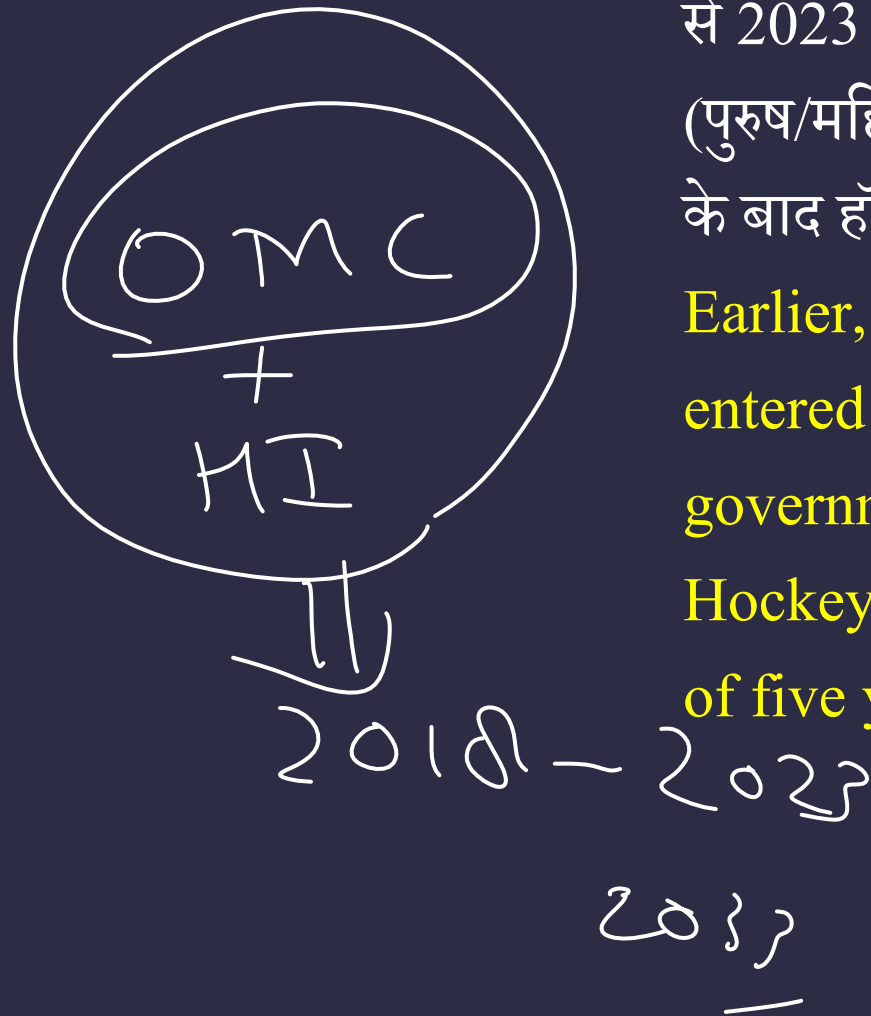 से 2023
(पुरुष/महि
के बाद हॉ
Earlier,
entered
governm
Hockey
of five y
OMC
+
HI
2018-2023
2033